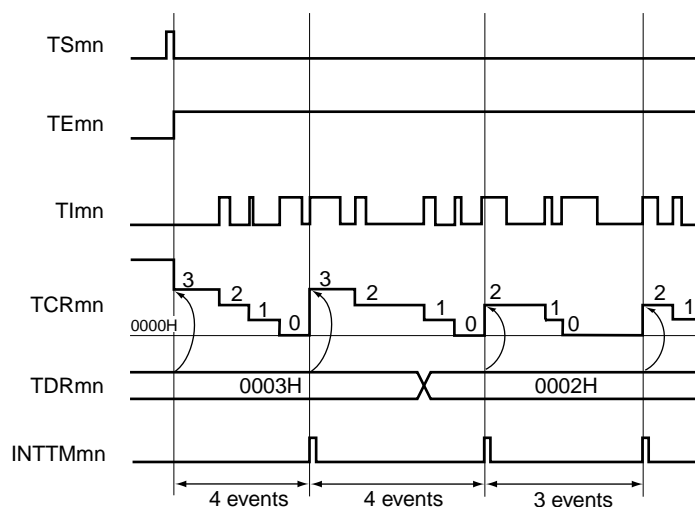 TSmn
TEmn
TImn
TCRmn
3 2 1 0 3 2 1 0 2 1 0 2 1
0000H
TDRmn
0003H 0002H
INTTMmn
4 events 4 events 3 events